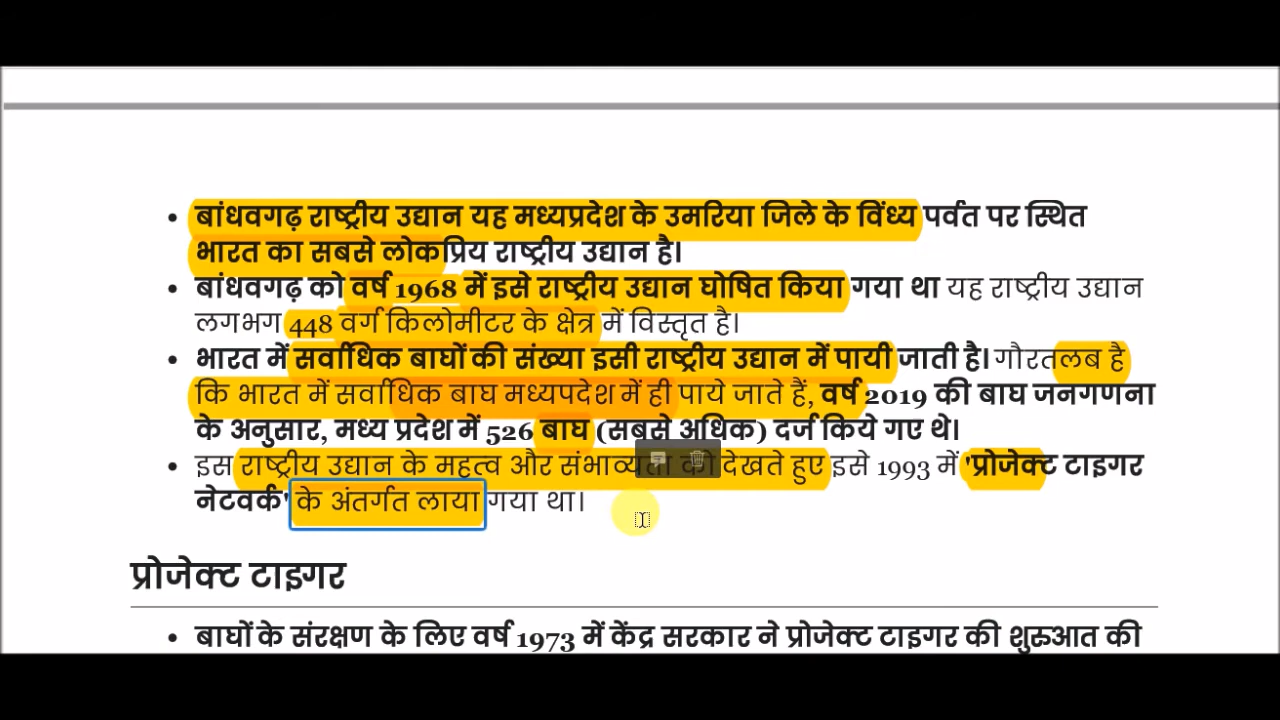 • बांधवगढ़ राष्ट्रीय उद्यान यह मध्यप्रदेश के उमरिया जिले के विंध्य पर्वत पर स्थित
भारत का सबसे लोकप्रिय राष्ट्रीय उद्यान है।
• बांधवगढ़ को वर्ष 1968 में इसे राष्ट्रीय उद्यान घोषित किया गया था यह राष्ट्रीय उद्यान
लगभग 448 वर्ग किलोमीटर के क्षेत्र में विस्तृत है।
• भारत में सर्वाधिक बाघों की संख्या इसी राष्ट्रीय उद्यान में पायी जाती है। गौरतलब है
कि भारत में सर्वाधिक बाघ मध्यपदेश में ही पाये जाते हैं, वर्ष 2019 की बाघ जनगणना
के अनुसार, मध्य प्रदेश में 526 बाघ (सबसे अधिक) दर्ज किये गए थे।
• इस राष्ट्रीय उद्यान के महत्व और संभाव्यता को देखते हुए इसे 1993 में 'प्रोजेक्ट टाइगर
नेटवर्क' के अंतर्गत लाया गया था।
प्रोजेक्ट टाइगर
• बाघों के संरक्षण के लिए वर्ष 1973 में केंद्र सरकार ने प्रोजेक्ट टाइगर की शुरुआत की